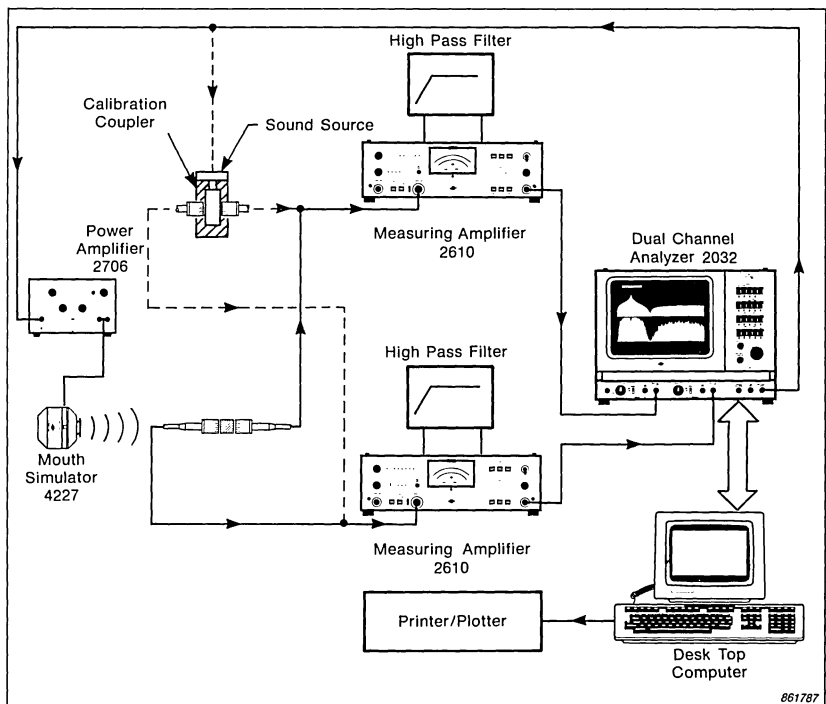 High Pass Filter
Calibration
Coupler
Sound Source
Power
Amplifier
2706
Measuring Amplifier
2610
Dual Channel
Analyzer 2032
High Pass Filter
Mouth
Simulator
4227
Measuring Amplifier
2610
Printer/Plotter
Desk Top
Computer
861787